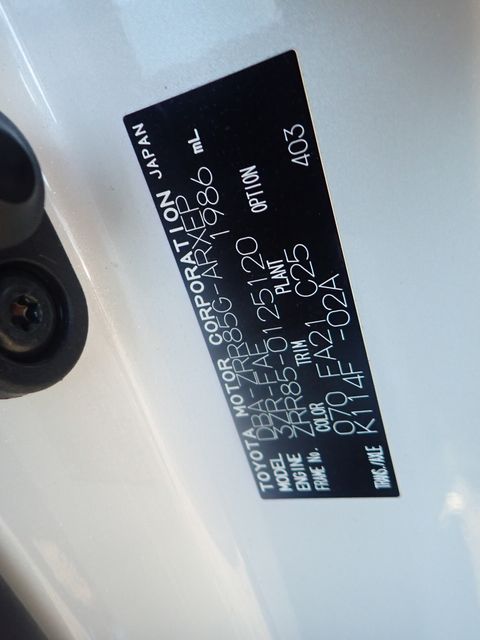 TOYOTA MOTOR CORPORATION JAPAN
MODEL DBA-ZRR85G-ARXEP
ENGINE 3ZR-FAE 1986 mL
FRAME No. ZRR85-0125120
COLOR TRIM PLANT OPTION
070 FA21 C25 403
TRANS./AXLE K114F -02A